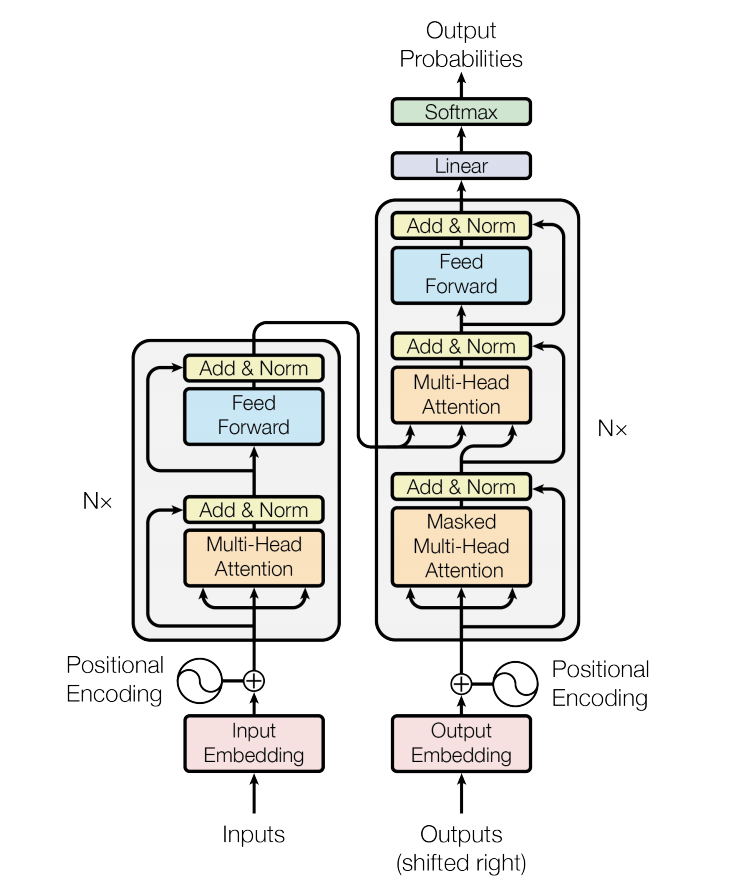 Output
Probabilities
Softmax
Linear
Add & Norm
Feed
Forward
Add & Norm
Multi-Head
Attention
Add & Norm
Masked
Multi-Head
Attention
N×
Add & Norm
Feed
Forward
Add & Norm
Multi-Head
Attention
N×
Positional
Encoding
Positional
Encoding
Input
Embedding
Output
Embedding
Inputs
Outputs
(shifted right)